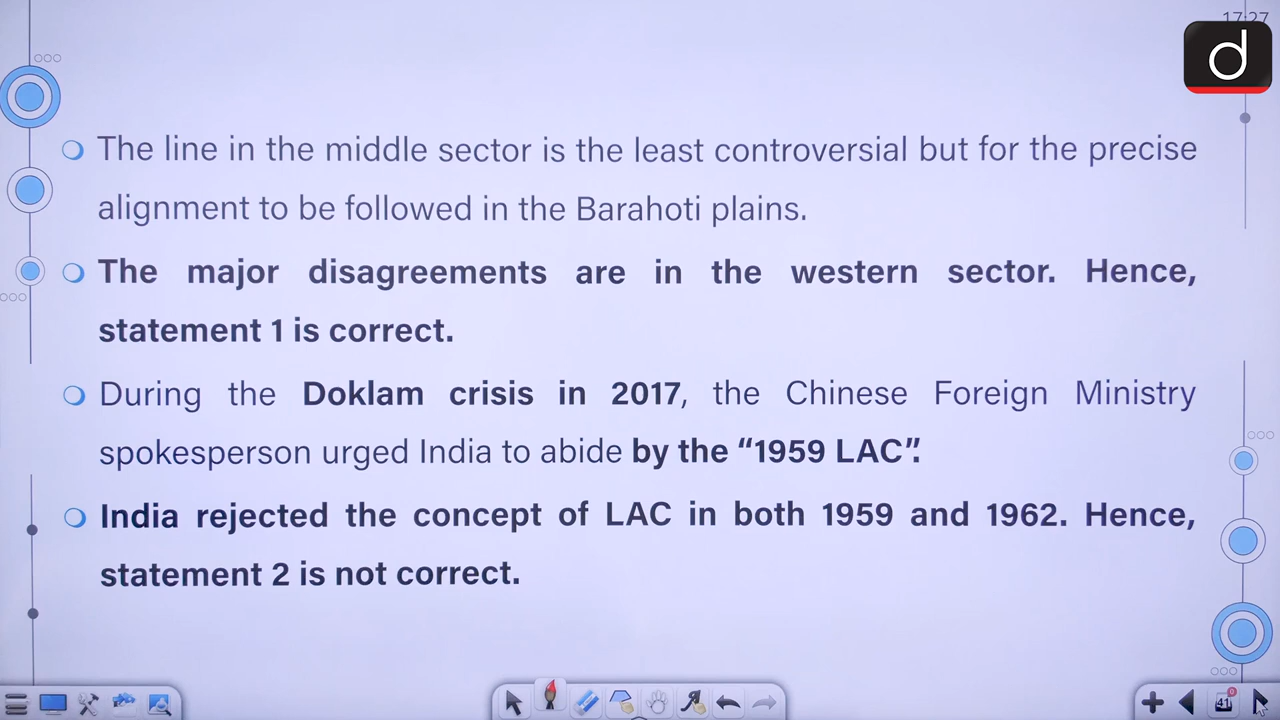 17:27
d
The line in the middle sector is the least controversial but for the precise
alignment to be followed in the Barahoti plains.
The major disagreements are in the western sector. Hence,
statement 1 is correct.
During the Doklam crisis in 2017, the Chinese Foreign Ministry
spokesperson urged India to abide by the “1959 LAC”.
India rejected the concept of LAC in both 1959 and 1962. Hence,
statement 2 is not correct.
41